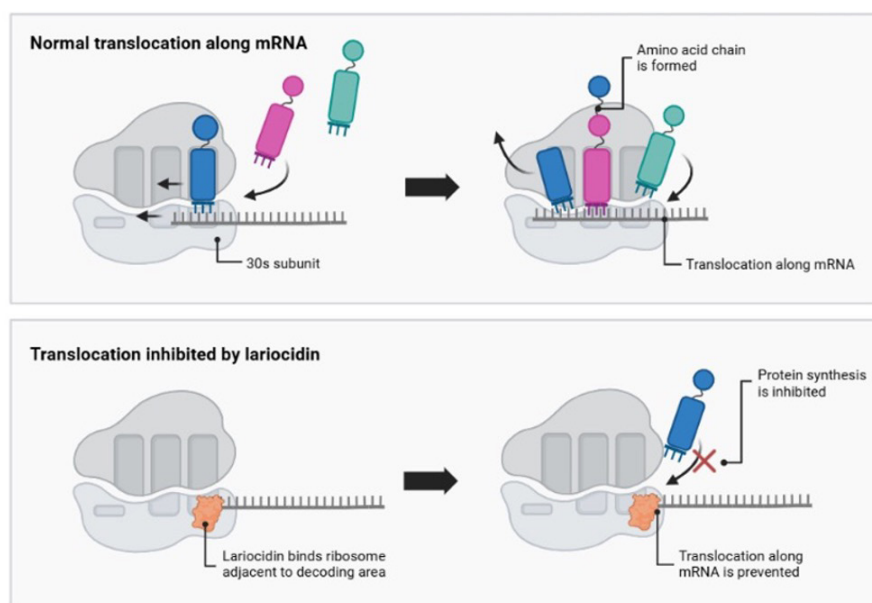 Normal translocation along mRNA
Amino acid chain
is formed
30s subunit
Translocation along mRNA
Translocation inhibited by lariocidin
Protein synthesis
is inhibited
Lariocidin binds ribosome
adjacent to decoding area
Translocation along
mRNA is prevented